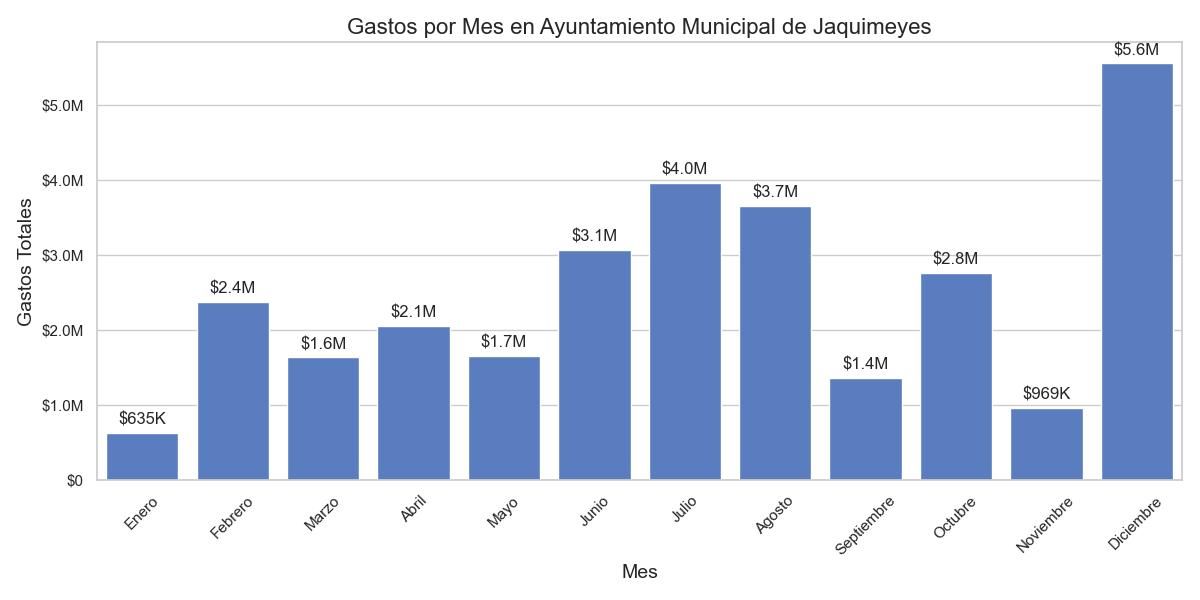 Gastos por Mes en Ayuntamiento Municipal de Jaquimeyes
Gastos Totales
$5.0M
$4.0M
$3.0M
$2.0M
$1.0M
$0
$635K
$2.4M
$1.6M
$2.1M
$1.7M
$3.1M
$4.0M
$3.7M
$1.4M
$2.8M
$969K
$5.6M
Enero
Febrero
Marzo
Abril
Mayo
Junio
Julio
Agosto
Septiembre
Octubre
Noviembre
Diciembre
Mes